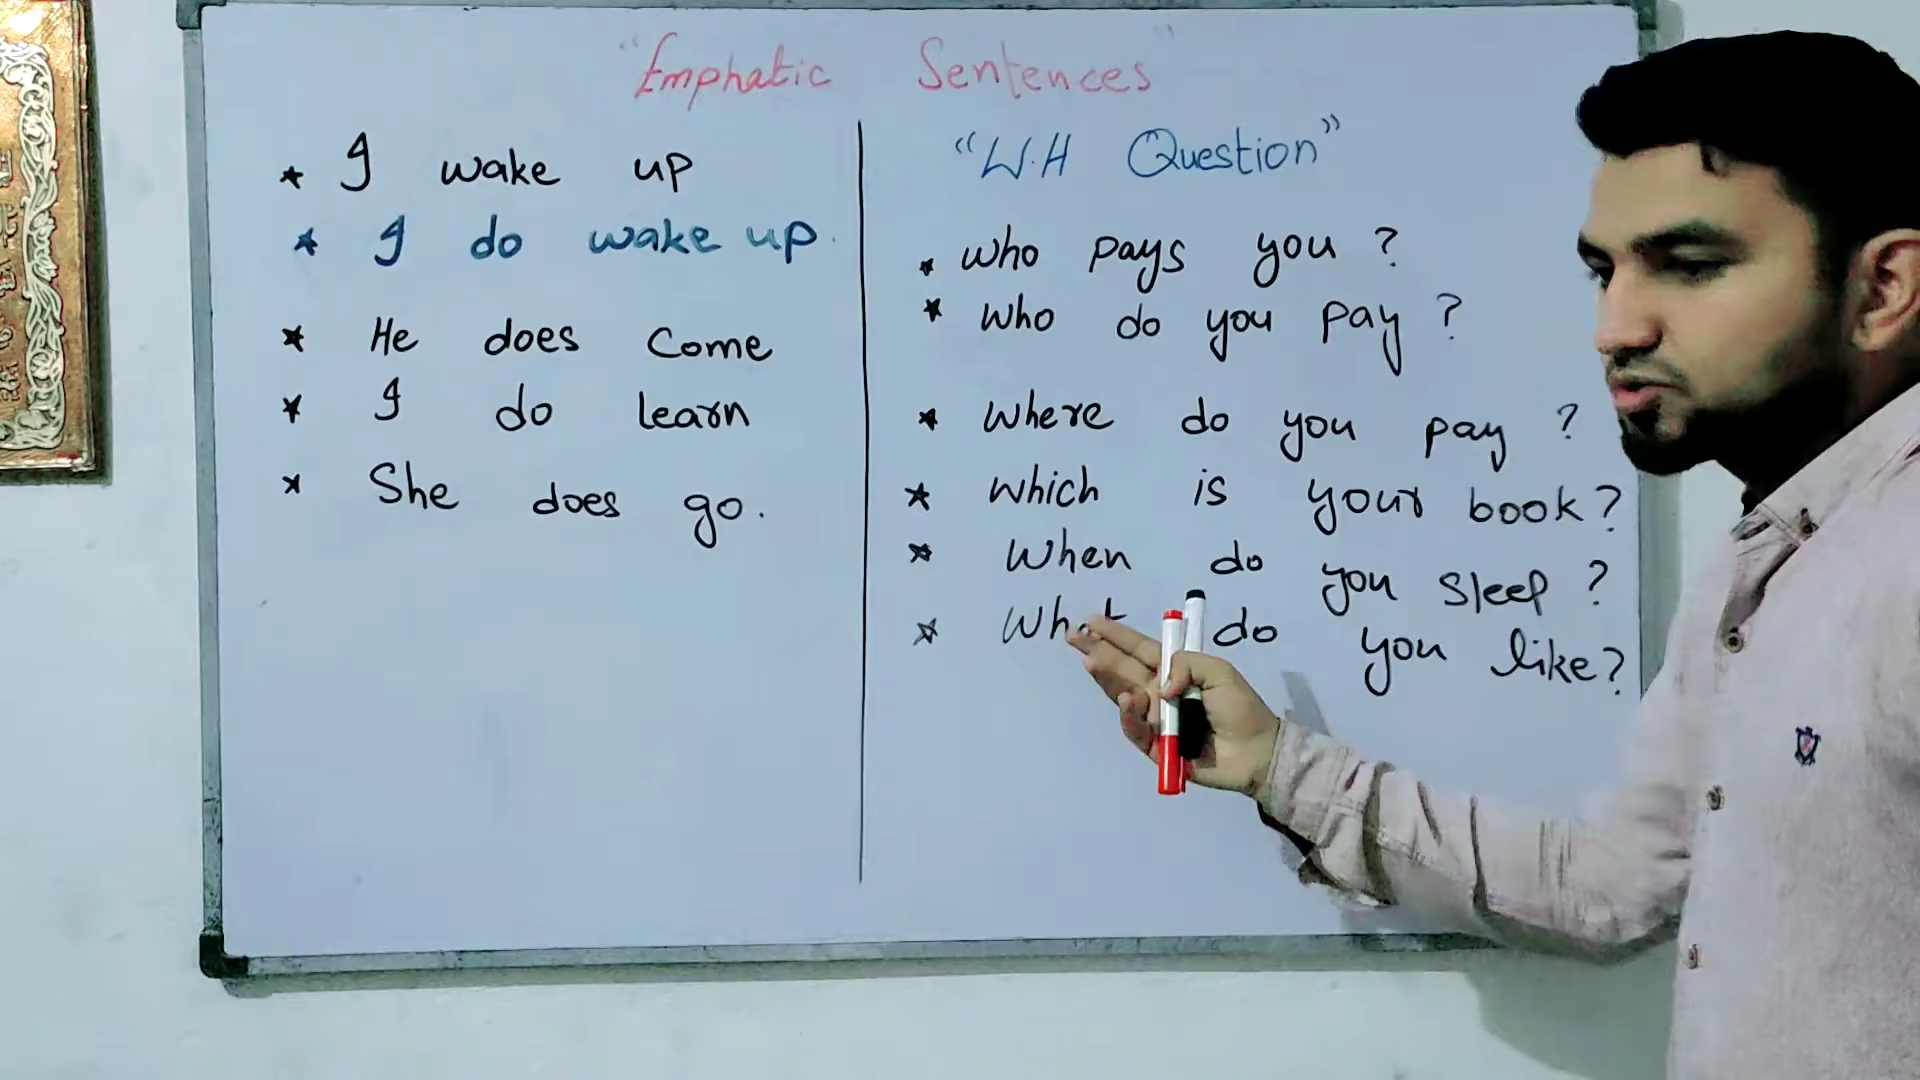 "Emphatic Sentences"
* I wake up
* I do wake up.
* He does come
* I do learn
* She does go.
"W.H Question"
* who pays you ?
* who do you pay ?
* where do you pay ?
* which is your book?
* When do you sleep ?
* What do you like?